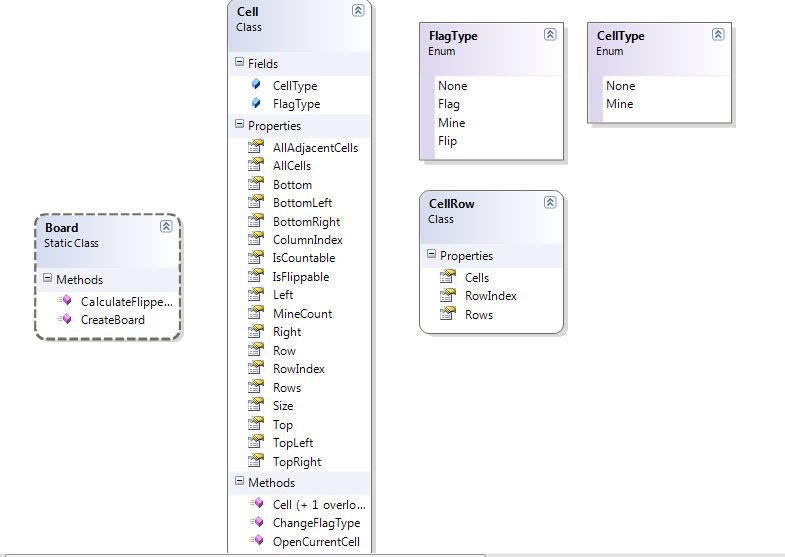 Board
Static Class
Methods
CalculateFlippe...
CreateBoard
Cell
Class
Fields
CellType
FlagType
Properties
AllAdjacentCells
AllCells
Bottom
BottomLeft
BottomRight
ColumnIndex
IsCountable
IsFlippable
Left
MineCount
Right
Row
RowIndex
Rows
Size
Top
TopLeft
TopRight
Methods
Cell (+ 1 overlo...
ChangeFlagType
OpenCurrentCell
FlagType
Enum
None
Flag
Mine
Flip
CellType
Enum
None
Mine
CellRow
Class
Properties
Cells
RowIndex
Rows